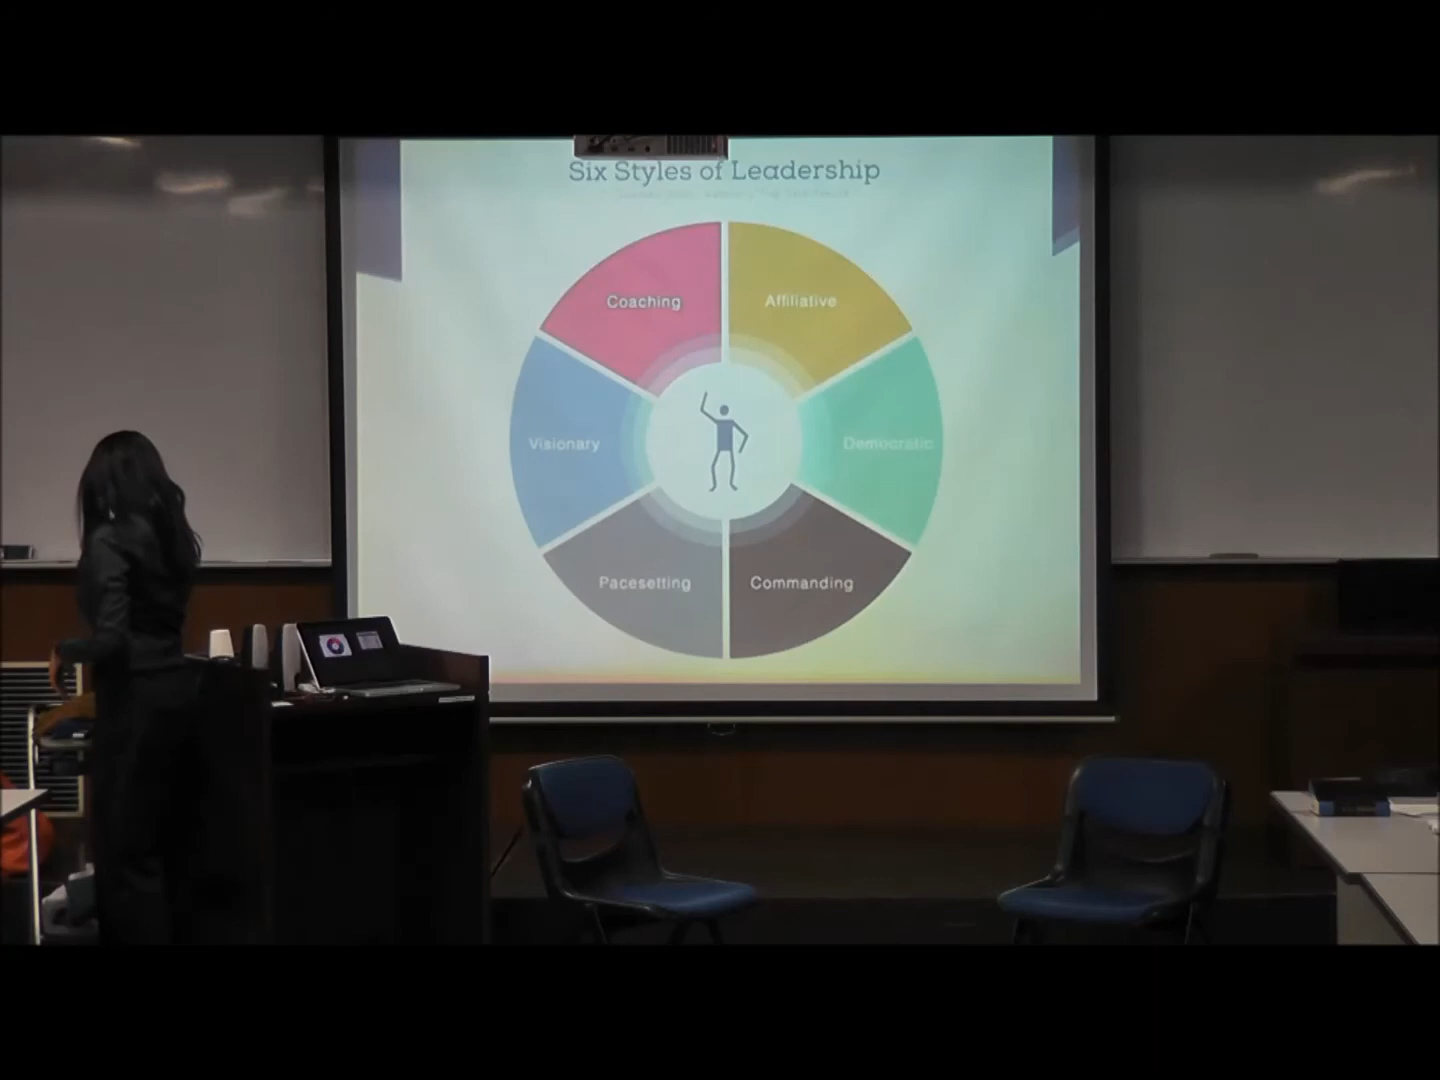 Six Styles of Leadership
Coaching
Affiliative
Visionary
Democratic
Pacesetting
Commanding